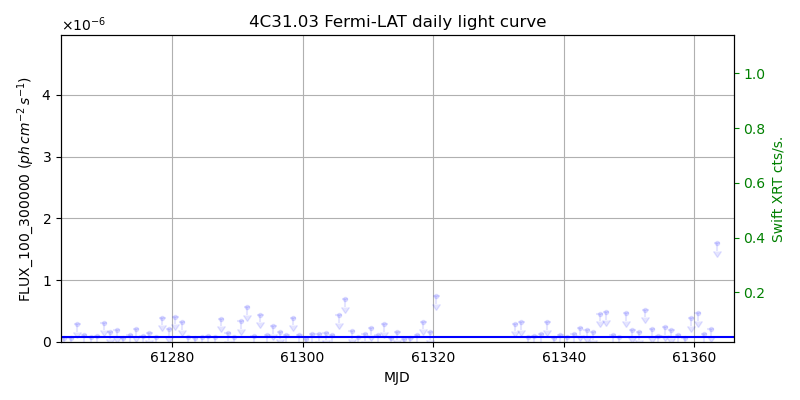 4C31.03 Fermi-LAT daily light curve
×10⁻⁶
FLUX_100_300000 (ph cm⁻² s⁻¹)
4
3
2
1
0
1.0
0.8
0.6
0.4
0.2
Swift XRT cts/s.
61280 61300 61320 61340 61360
MJD